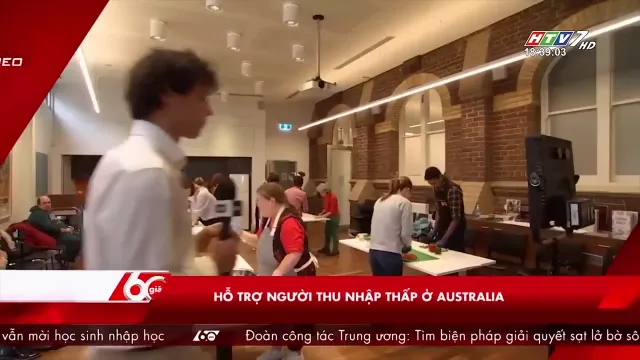 HTV7 HD
18:39:03
DEO
60 giây
HỖ TRỢ NGƯỜI THU NHẬP THẤP Ở AUSTRALIA
vẫn mời học sinh nhập học 60 Đoàn công tác Trung ương: Tìm biện pháp giải quyết sạt lở bờ sô